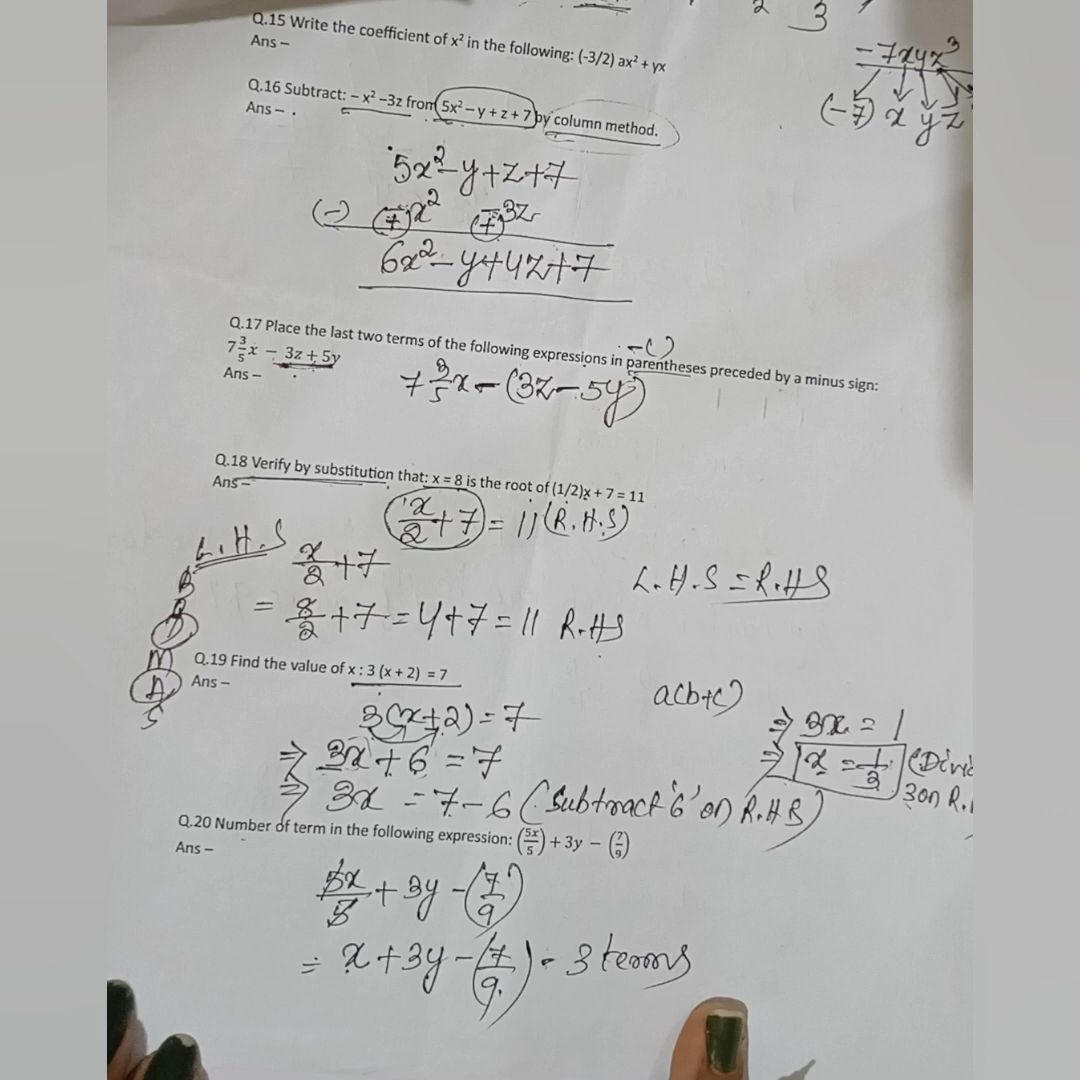 2 3
Q.15 Write the coefficient of x² in the following: (-3/2) ax² + yx
Ans –
-7xyz³
(-7) x y z
Q.16 Subtract: – x² –3z from 5x² – y + z + 7 by column method.
Ans –
5x²-y+z+7
(-) x² 3z
6x²-y+4z+7
Q.17 Place the last two terms of the following expressions in parentheses preceded by a minus sign:
-( )
7 3/5 x – 3z + 5y
Ans –
7 3/5 x-(3z-5y)
Q.18 Verify by substitution that: x = 8 is the root of (1/2)x + 7 = 11
Ans –
x/2 + 7 = 11 (R.H.S)
L.H.S x/2 + 7
L.H.S = R.HS
= 8/2 + 7 = 4+7 = 11 R.HS
B
D
M
A
S
Q.19 Find the value of x : 3 (x + 2) = 7
Ans –
a(b+c)
3(x+2) = 7
⇒ 3x = 1
⇒ 3x + 6 = 7
⇒ x = 1/3 (Divi
3 on R.
⇒ 3x = 7-6 (Subtract '6' on R.H.S)
Q.20 Number of term in the following expression: (5x/5) + 3y – (7/9)
Ans –
5x/5 + 3y -(7/9)
= x + 3y -(7/9) - 3 terms